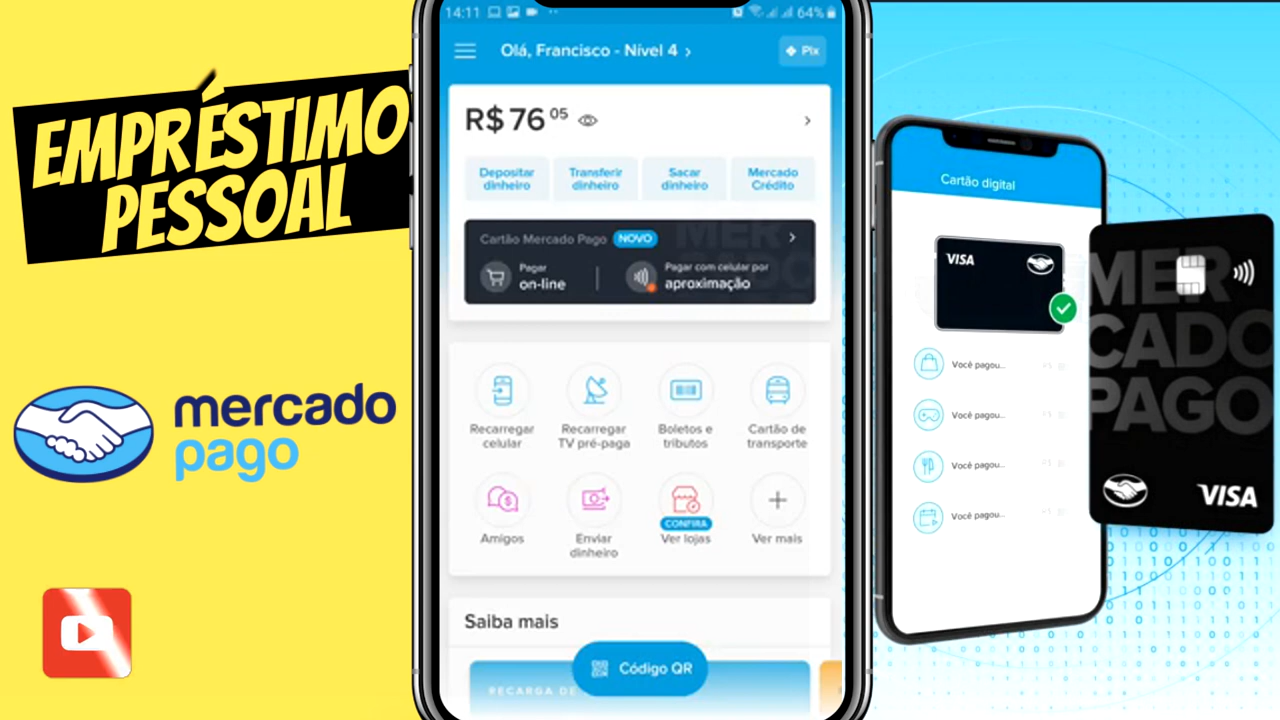 EMPRÉSTIMO
PESSOAL
mercado
pago
14:11
64%
Olá, Francisco - Nível 4 >
Pix
R$ 76 05
Depositar
dinheiro
Transferir
dinheiro
Sacar
dinheiro
Mercado
Crédito
Cartão Mercado Pago NOVO
Pagar
on-line
Pagar com celular por
aproximação
Recarregar
celular
Recarregar
TV pré-paga
Boletos e
tributos
Cartão de
transporte
Amigos
Enviar
dinheiro
CONFIRA
Ver lojas
Ver mais
Saiba mais
Código QR
RECARGA DE
Cartão digital
VISA
Você pagou...
Você pagou...
Você pagou...
Você pagou...
MER
CADO
PAGO
VISA